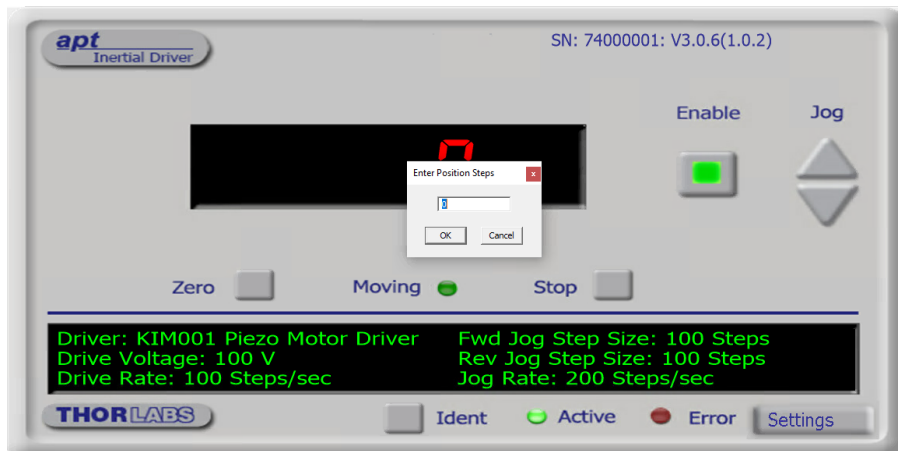 apt
Inertial Driver
SN: 74000001: V3.0.6(1.0.2)
Enable
Jog
Enter Position Steps
x
0
OK
Cancel
Zero
Moving
Stop
Driver: KIM001 Piezo Motor Driver
Drive Voltage: 100 V
Drive Rate: 100 Steps/sec
Fwd Jog Step Size: 100 Steps
Rev Jog Step Size: 100 Steps
Jog Rate: 200 Steps/sec
THORLABS
Ident
Active
Error
Settings